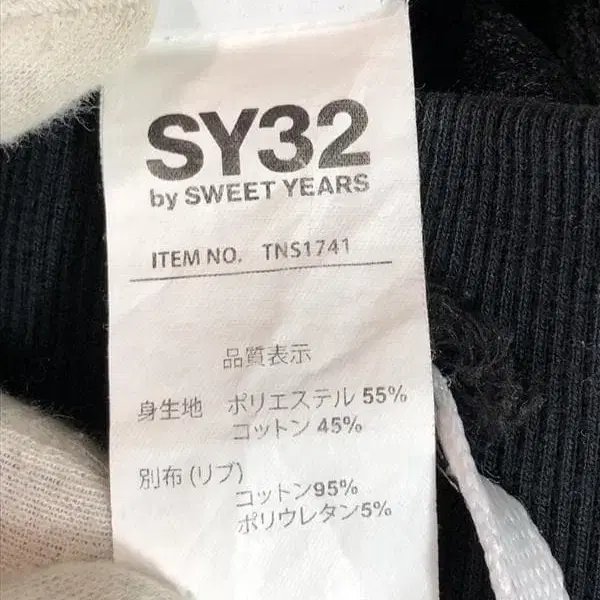 SY32
by SWEET YEARS
ITEM NO. TNS1741
品質表示
身生地 ポリエステル 55%
コットン 45%
別布 (リブ)
コットン95%
ポリウレタン5%